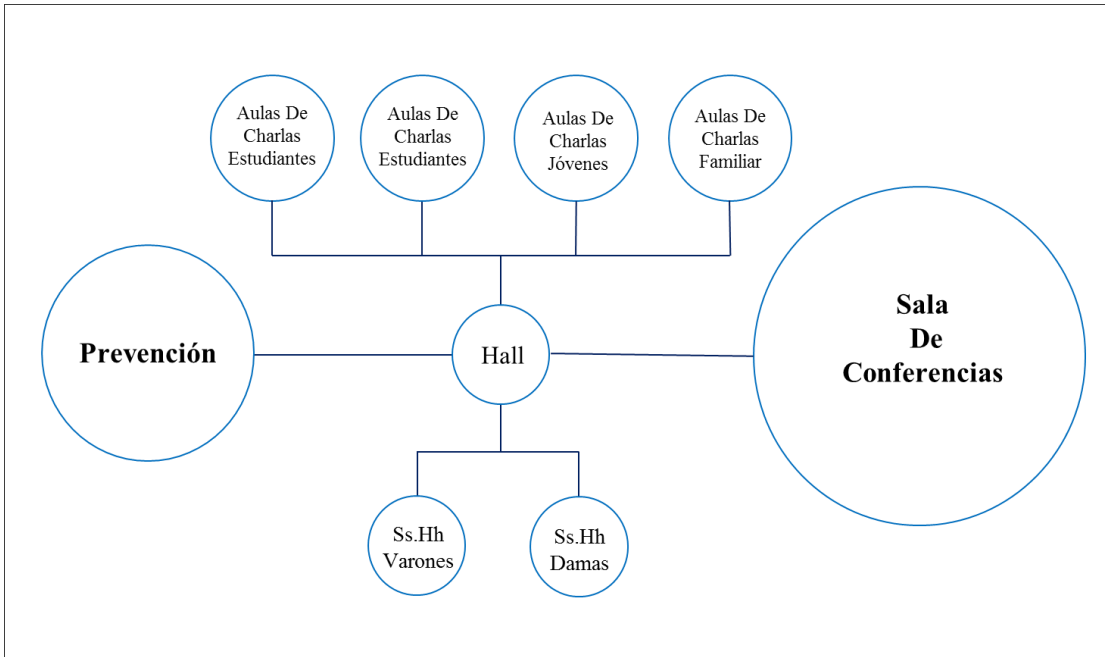 Aulas De
Charlas
Estudiantes
Aulas De
Charlas
Estudiantes
Aulas De
Charlas
Jóvenes
Aulas De
Charlas
Familiar
Prevención
Hall
Sala
De
Conferencias
Ss.Hh
Varones
Ss.Hh
Damas